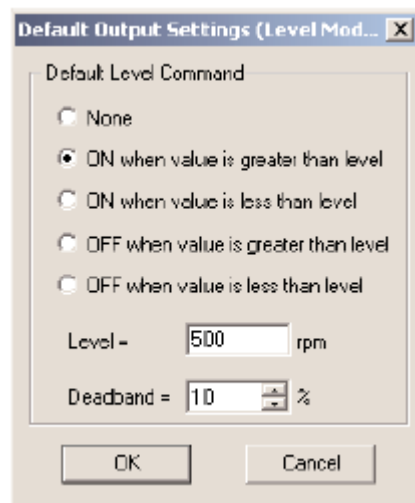 Default Output Settings (Level Mod...
Default Level Command
None
ON when value is greater than level
ON when value is less than level
OFF when value is greater than level
OFF when value is less than level
Level = 500 rpm
Deadband = 10 %
OK Cancel